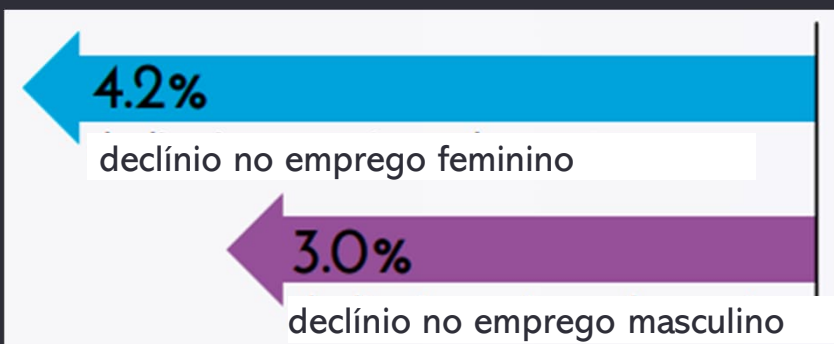 4.2%
declínio no emprego feminino
3.0%
declínio no emprego masculino